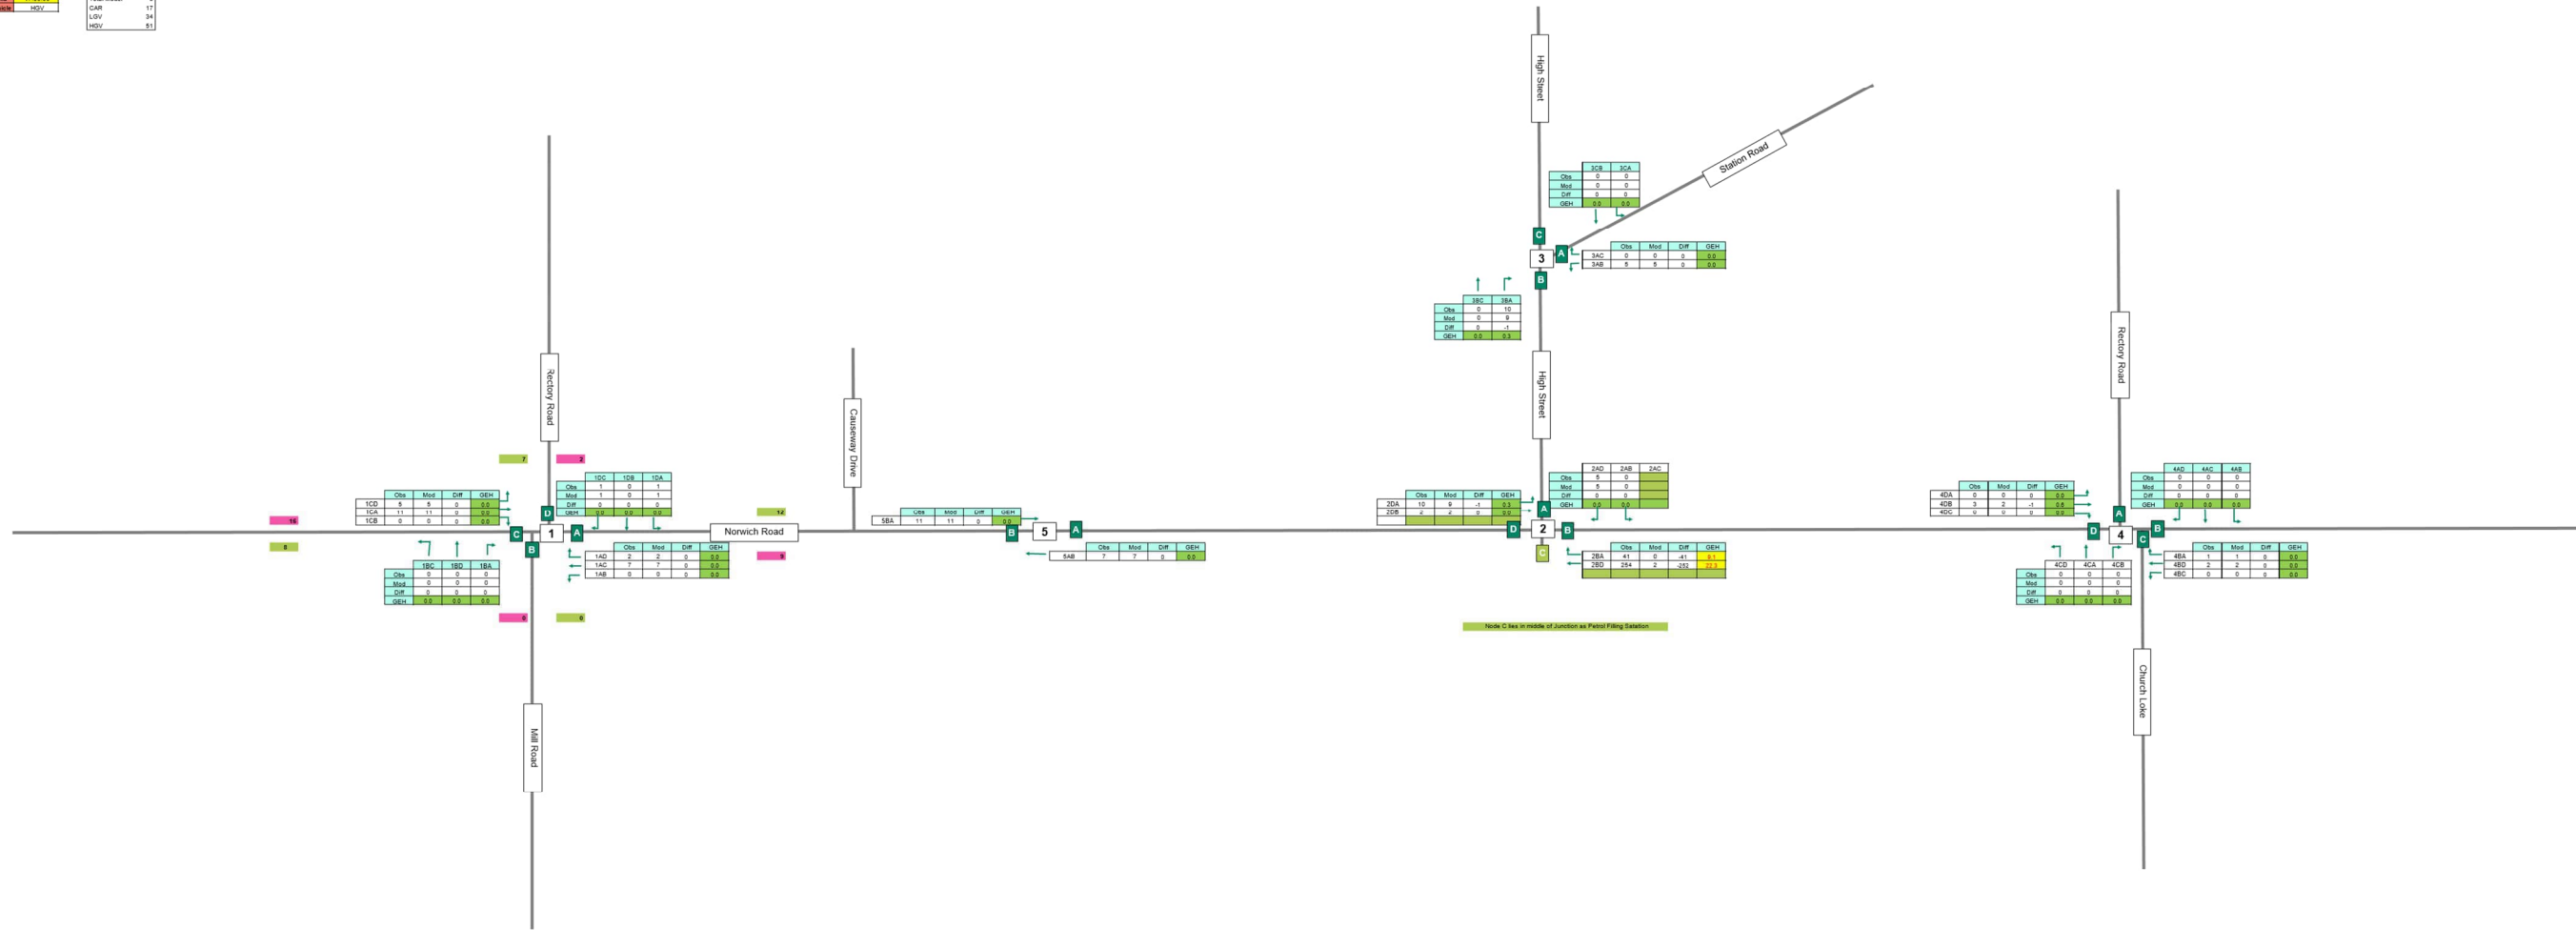 HGV
CAR 17
LGV 34
HGV 51
High Street
Station Road
3CB 3CA
Obs 0 0
Mod 0 0
Diff 0 0
GEH 0.0 0.0
C
3
A
B
Obs Mod Diff GEH
3AC 0 0 0 0.0
3AB 5 5 0 0.0
3BC 3BA
Obs 0 10
Mod 0 9
Diff 0 -1
GEH 0.0 0.3
High Street
Rectory Road
Causeway Drive
Rectory Road
7
2
1DC 1DB 1DA
Obs 1 0 1
Mod 1 0 1
Diff 0 0 0
GEH 0.0 0.0 0.0
Obs Mod Diff GEH
1CD 5 5 0 0.0
1CA 11 11 0 0.0
1CB 0 0 0 0.0
16
8
D
C
1
A
B
Norwich Road
12
9
1BC 1BD 1BA
Obs 0 0 0
Mod 0 0 0
Diff 0 0 0
GEH 0.0 0.0 0.0
Obs Mod Diff GEH
1AD 2 2 0 0.0
1AC 7 7 0 0.0
1AB 0 0 0 0.0
0
0
Mill Road
Obs Mod Diff GEH
5BA 11 11 0 0.0
B
5
A
Obs Mod Diff GEH
5AB 7 7 0 0.0
Obs Mod Diff GEH
2DA 10 9 -1 0.3
2DB 2 2 0 0.0
2AD 2AB 2AC
Obs 5 0
Mod 5 0
Diff 0 0
GEH 0.0 0.0
A
D
2
B
C
Obs Mod Diff GEH
2BA 41 0 -41 9.1
2BD 254 2 -252 22.3
Node C lies in middle of Junction as Petrol Filling Satation
Obs Mod Diff GEH
4DA 0 0 0 0.0
4DB 3 2 -1 0.6
4DC 0 0 0 0.0
4AD 4AC 4AB
Obs 0 0 0
Mod 0 0 0
Diff 0 0 0
GEH 0.0 0.0 0.0
A
D
4
B
C
4CD 4CA 4CB
Obs 0 0 0
Mod 0 0 0
Diff 0 0 0
GEH 0.0 0.0 0.0
Obs Mod Diff GEH
4BA 1 1 0 0.0
4BD 2 2 0 0.0
4BC 0 0 0 0.0
Church Loke